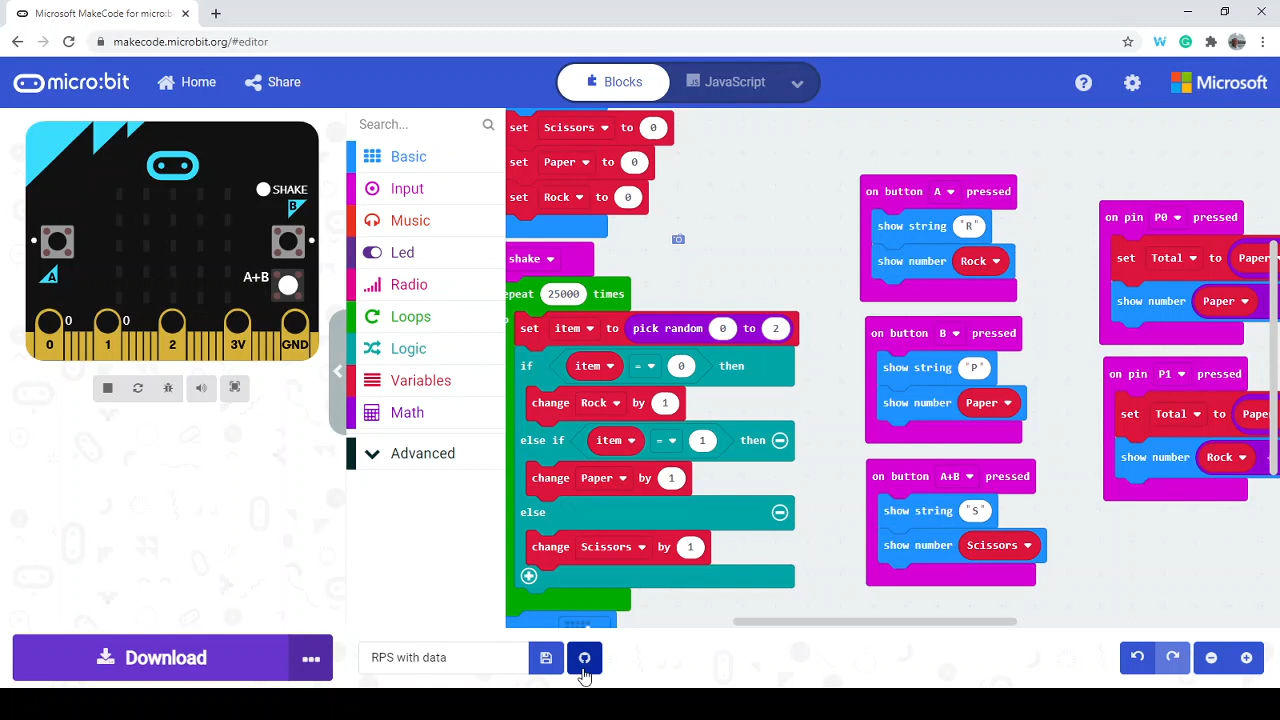 Microsoft MakeCode for micro:b
makecode.microbit.org/#editor
micro:bit
Home
Share
Blocks
JavaScript
Microsoft
SHAKE
B
A
A+B
0
0
0
1
2
3V
GND
Search...
Basic
Input
Music
Led
Radio
Loops
Logic
Variables
Math
Advanced
set Scissors to 0
set Paper to 0
set Rock to 0
shake
25000 times
set item to pick random 0 to 2
if item = 0 then
change Rock by 1
else if item = 1 then
change Paper by 1
else
change Scissors by 1
on button A pressed
show string "R"
show number Rock
on button B pressed
show string "P"
show number Paper
on button A+B pressed
show string "S"
show number Scissors
on pin P0 pressed
set Total to Paper
show number Paper
on pin P1 pressed
set Total to
show number Rock
Download
RPS with data